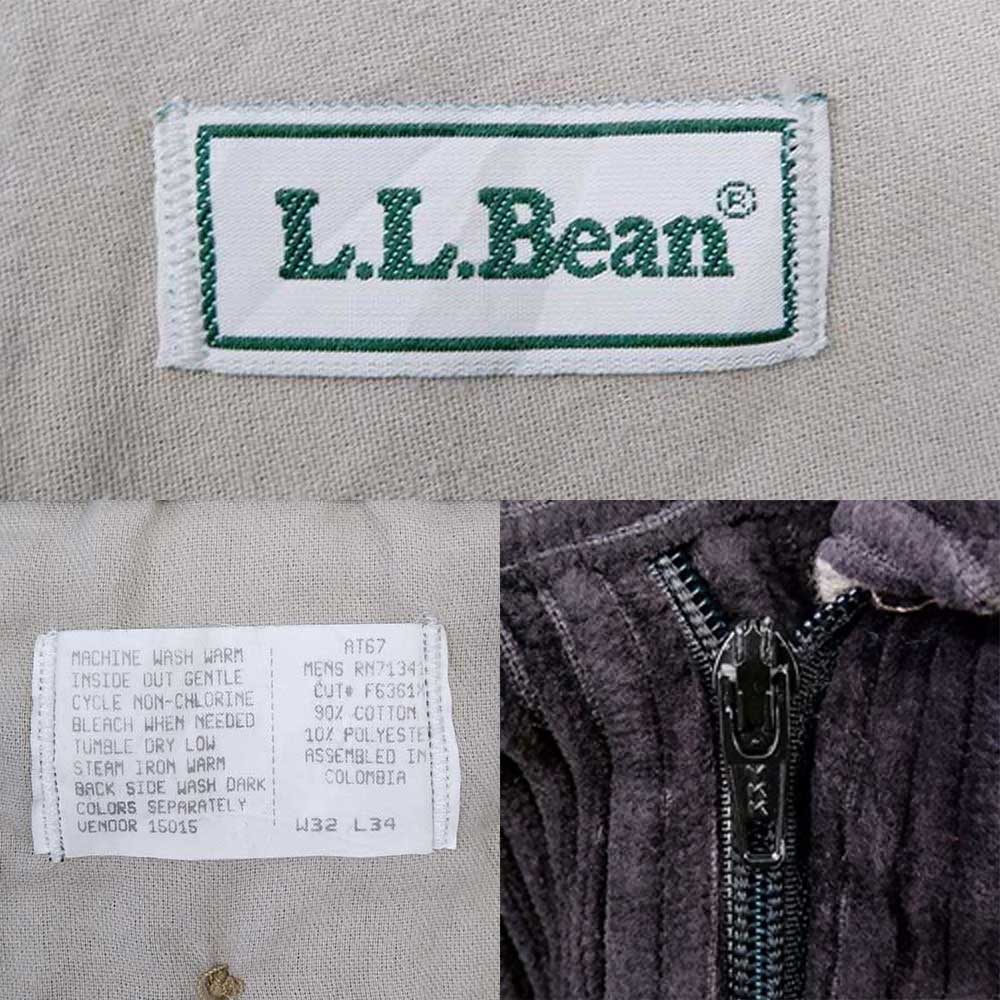 L.L.Bean®
MACHINE WASH WARM
INSIDE OUT GENTLE
CYCLE NON-CHLORINE
BLEACH WHEN NEEDED
TUMBLE DRY LOW
STEAM IRON WARM
BACK SIDE WASH DARK
COLORS SEPARATELY
VENDOR 15015
AT67
MENS RN71341
CUT# F6361X
90% COTTON
10% POLYESTE
ASSEMBLED IN
COLOMBIA
W32 L34